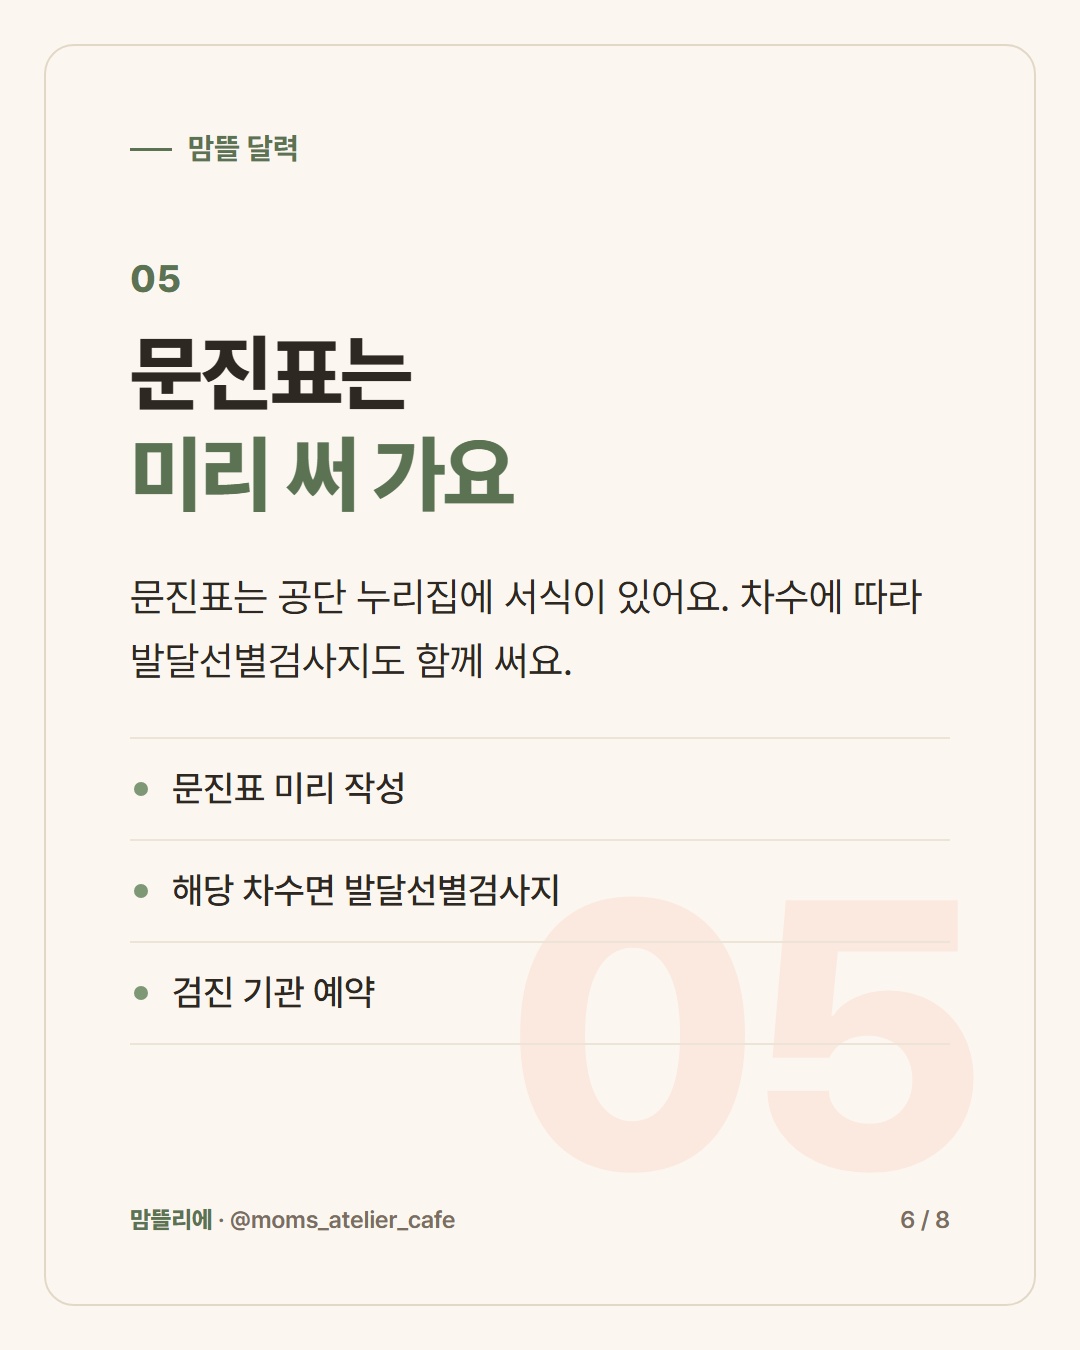 맘뜰 달력
05
문진표는
미리 써 가요
문진표는 공단 누리집에 서식이 있어요. 차수에 따라
발달선별검사지도 함께 써요.
문진표 미리 작성
해당 차수면 발달선별검사지
검진 기관 예약
05
맘뜰리에 · @moms_atelier_cafe
6 / 8